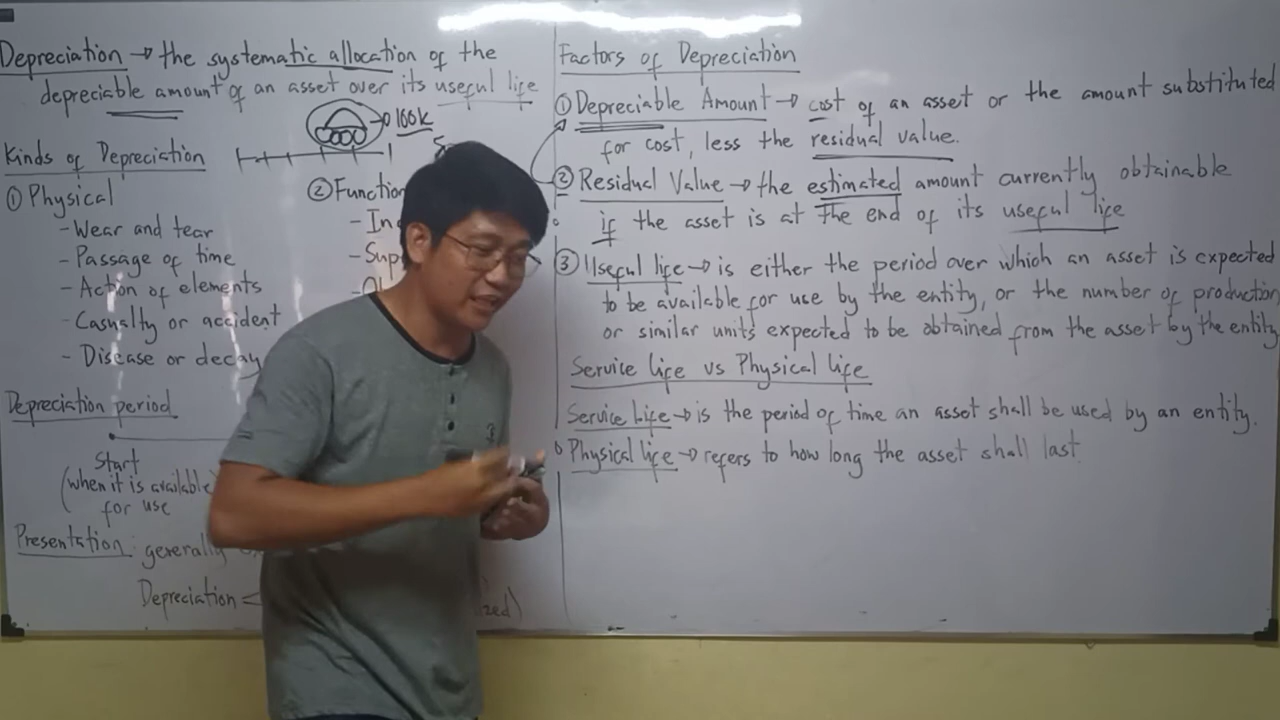 Depreciation → the systematic allocation of the
depreciable amount of an asset over its useful life
100k
Kinds of Depreciation
① Physical
- Wear and tear
- Passage of time
- Action of elements
- Casualty or accident
- Disease or decay
② Function
- In
- Sup
Depreciation period
Start
(when it is available
for use
Presentation: generally
Depreciation <
zed)
Factors of Depreciation
① Depreciable Amount → cost of an asset or the amount substituted
for cost, less the residual value.
② Residual Value → the estimated amount currently obtainable
if the asset is at the end of its useful life
③ Useful life → is either the period over which an asset is expected
to be available for use by the entity, or the number of production
or similar units expected to be obtained from the asset by the entity
Service life vs Physical life
Service Life → is the period of time an asset shall be used by an entity.
Physical life → refers to how long the asset shall last.